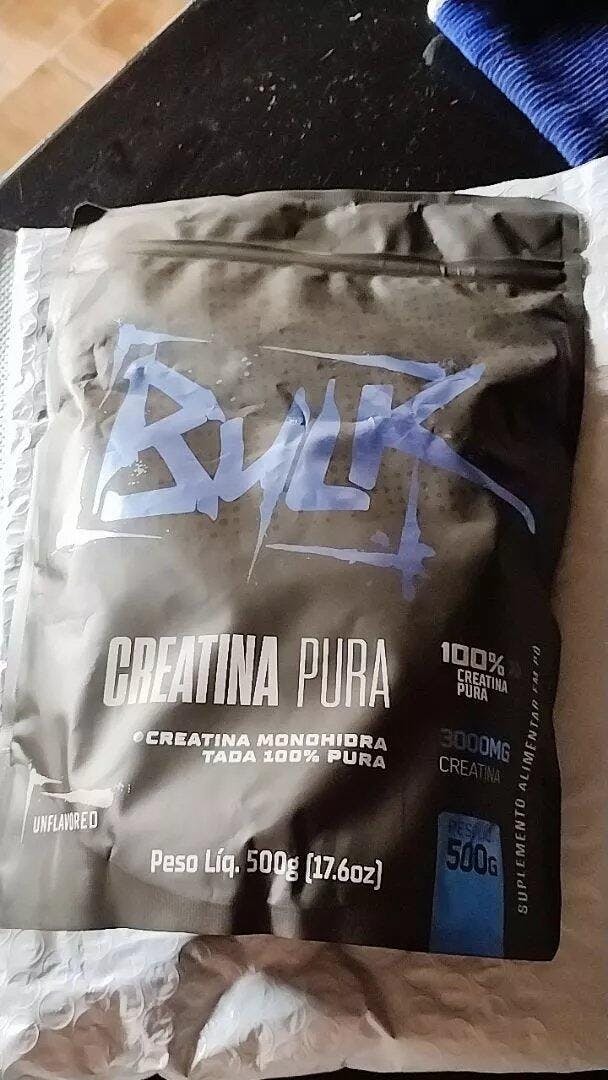 BULK
CREATINA PURA
CREATINA MONOHIDRA
TADA 100% PURA
100%
CREATINA
PURA
3000MG
CREATINA
UNFLAVORED
Peso Líq. 500g (17.6oz)
500G
SUPLEMENTO ALIMENTAR EM PÓ